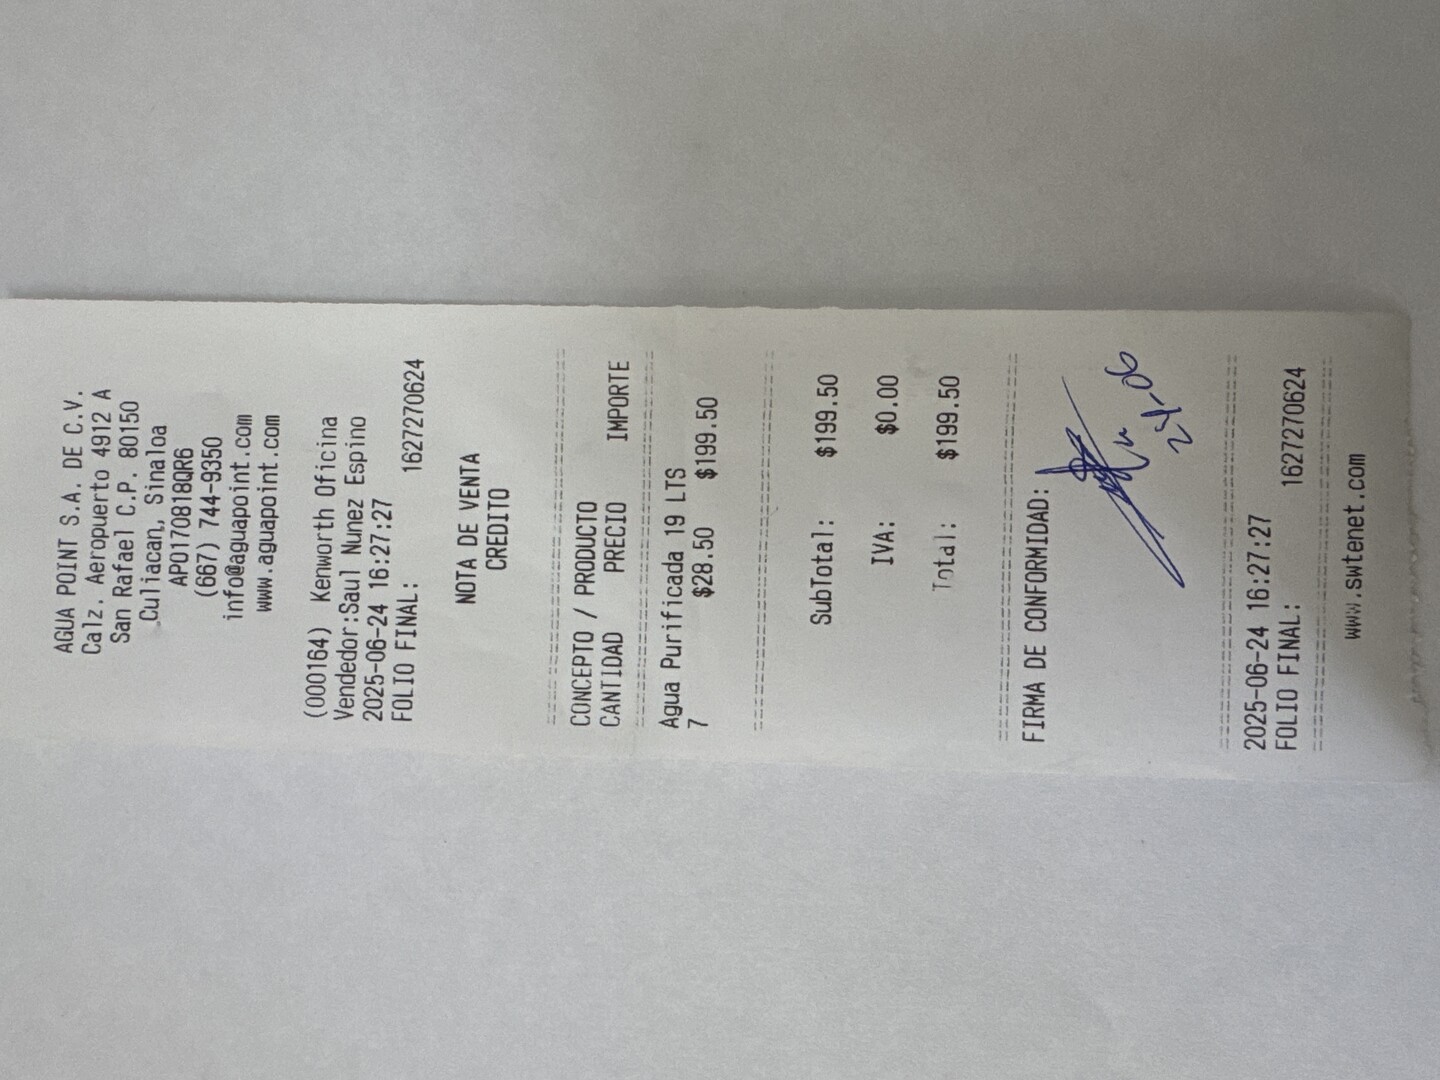 AGUA POINT S.A. DE C.V.
Calz. Aeropuerto 4912 A
San Rafael C.P. 80150
Culiacan, Sinaloa
APO170818QR6
(667) 744-9350
info@aguapoint.com
www.aguapoint.com
(000164) Kenworth Oficina
Vendedor:Saul Nunez Espino
2025-06-24 16:27:27
FOLIO FINAL: 1627270624
NOTA DE VENTA
CREDITO
CONCEPTO / PRODUCTO
CANTIDAD PRECIO IMPORTE
Agua Purificada 19 LTS
7 $28.50 $199.50
SubTotal: $199.50
IVA: $0.00
Total: $199.50
FIRMA DE CONFORMIDAD:
24-06
2025-06-24 16:27:27
FOLIO FINAL: 1627270624
www.swtenet.com